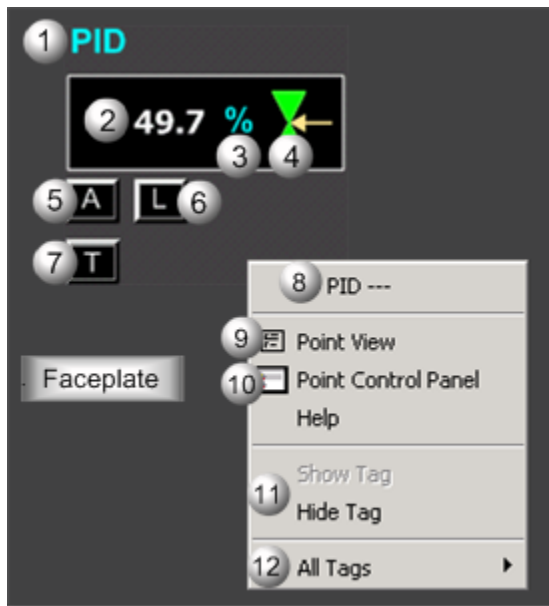 1 PID
2 49.7 %
3 4
5 A L 6
7 T
8 PID ---
9 Point View
Faceplate
10 Point Control Panel
Help
Show Tag
11
Hide Tag
12 All Tags